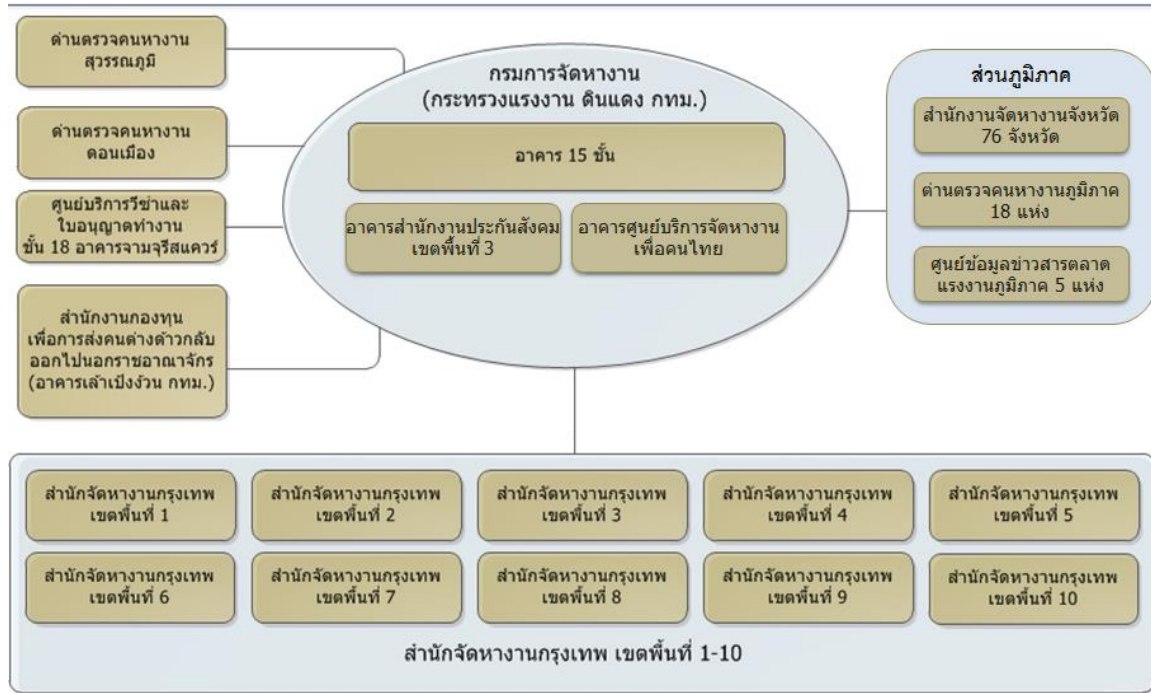 ด่านตรวจคนหางาน
สุวรรณภูมิ
ด่านตรวจคนหางาน
ดอนเมือง
ศูนย์บริการวีซ่าและ
ใบอนุญาตทำงาน
ชั้น 18 อาคารจามจุรีสแควร์
สำนักงานกองทุน
เพื่อการส่งคนต่างด้าวกลับ
ออกไปนอกราชอาณาจักร
(อาคารเล้าเป้งง้วน กทม.)
กรมการจัดหางาน
(กระทรวงแรงงาน ดินแดง กทม.)
อาคาร 15 ชั้น
อาคารสำนักงานประกันสังคม
เขตพื้นที่ 3
อาคารศูนย์บริการจัดหางาน
เพื่อคนไทย
ส่วนภูมิภาค
สำนักงานจัดหางานจังหวัด
76 จังหวัด
ด่านตรวจคนหางานภูมิภาค
18 แห่ง
ศูนย์ข้อมูลข่าวสารตลาด
แรงงานภูมิภาค 5 แห่ง
สำนักจัดหางานกรุงเทพ
เขตพื้นที่ 1
สำนักจัดหางานกรุงเทพ
เขตพื้นที่ 2
สำนักจัดหางานกรุงเทพ
เขตพื้นที่ 3
สำนักจัดหางานกรุงเทพ
เขตพื้นที่ 4
สำนักจัดหางานกรุงเทพ
เขตพื้นที่ 5
สำนักจัดหางานกรุงเทพ
เขตพื้นที่ 6
สำนักจัดหางานกรุงเทพ
เขตพื้นที่ 7
สำนักจัดหางานกรุงเทพ
เขตพื้นที่ 8
สำนักจัดหางานกรุงเทพ
เขตพื้นที่ 9
สำนักจัดหางานกรุงเทพ
เขตพื้นที่ 10
สำนักจัดหางานกรุงเทพ เขตพื้นที่ 1-10